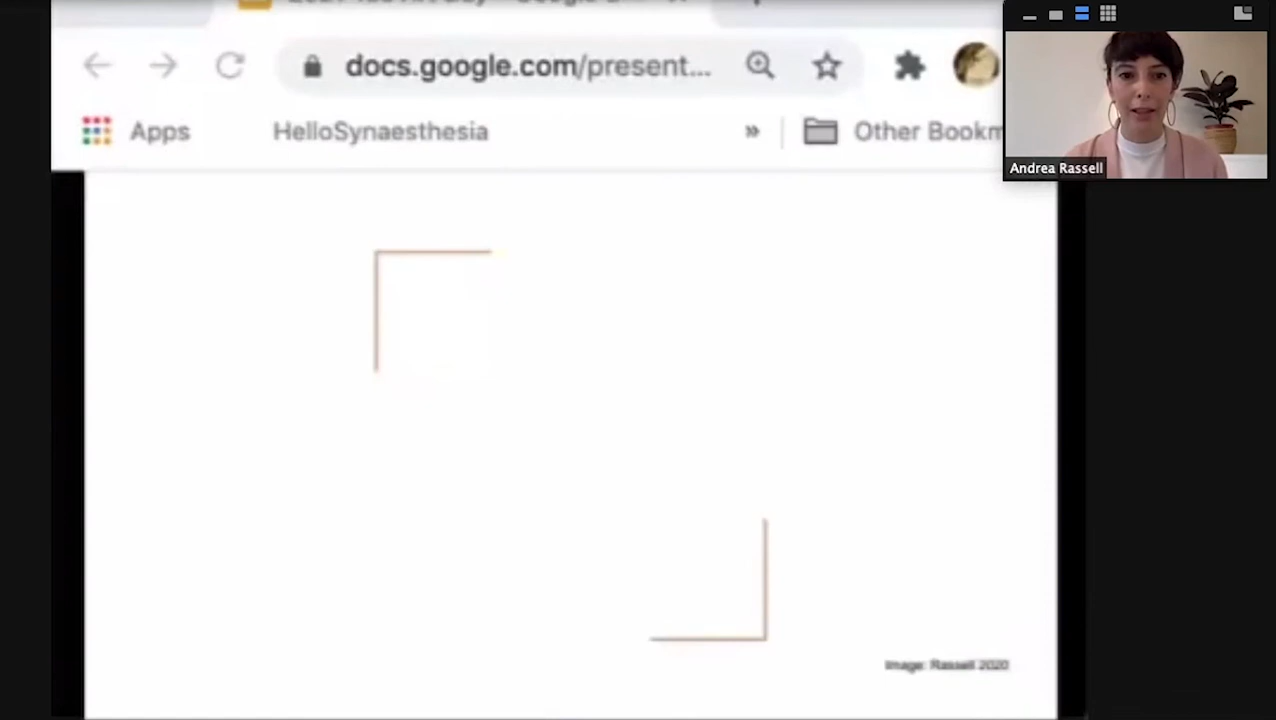 docs.google.com/present...
Apps
HelloSynaesthesia
»
Other Bookm
Andrea Rassell
Image: Rassell 2020